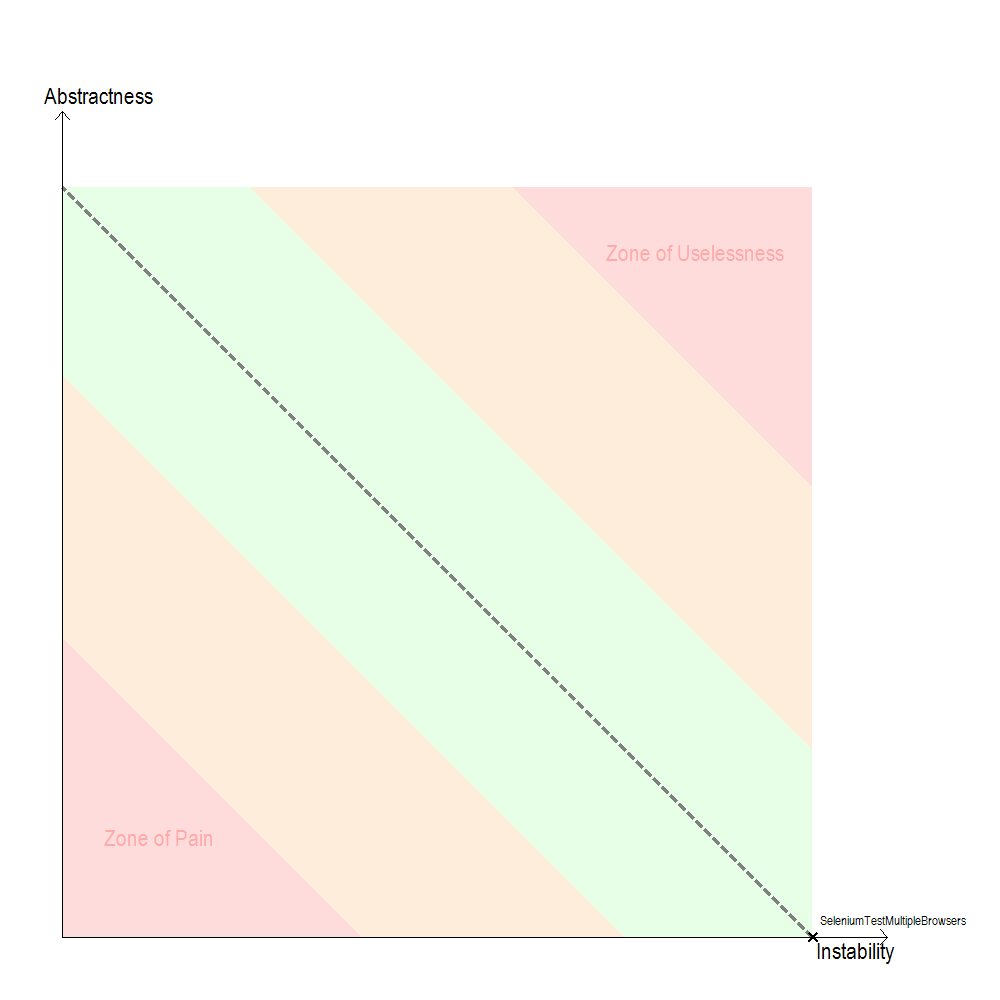 Abstractness
Zone of Uselessness
Zone of Pain
SeleniumTestMultipleBrowsers
Instability